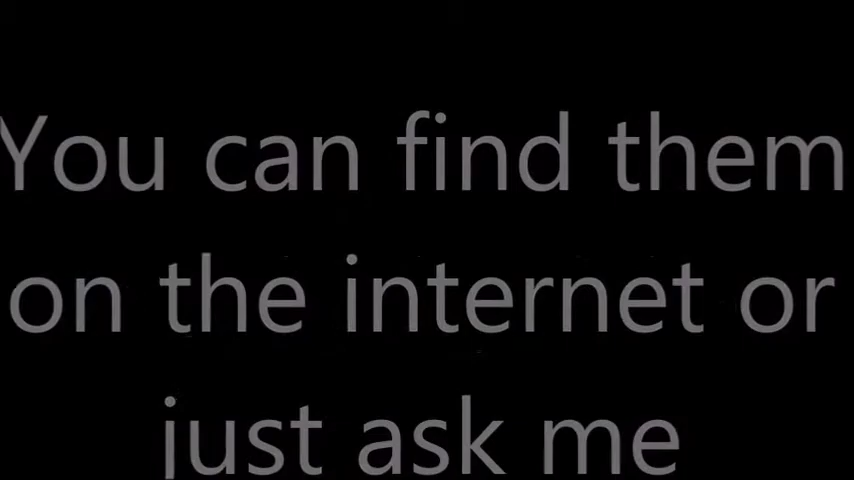 You can find them
on the internet or
just ask me